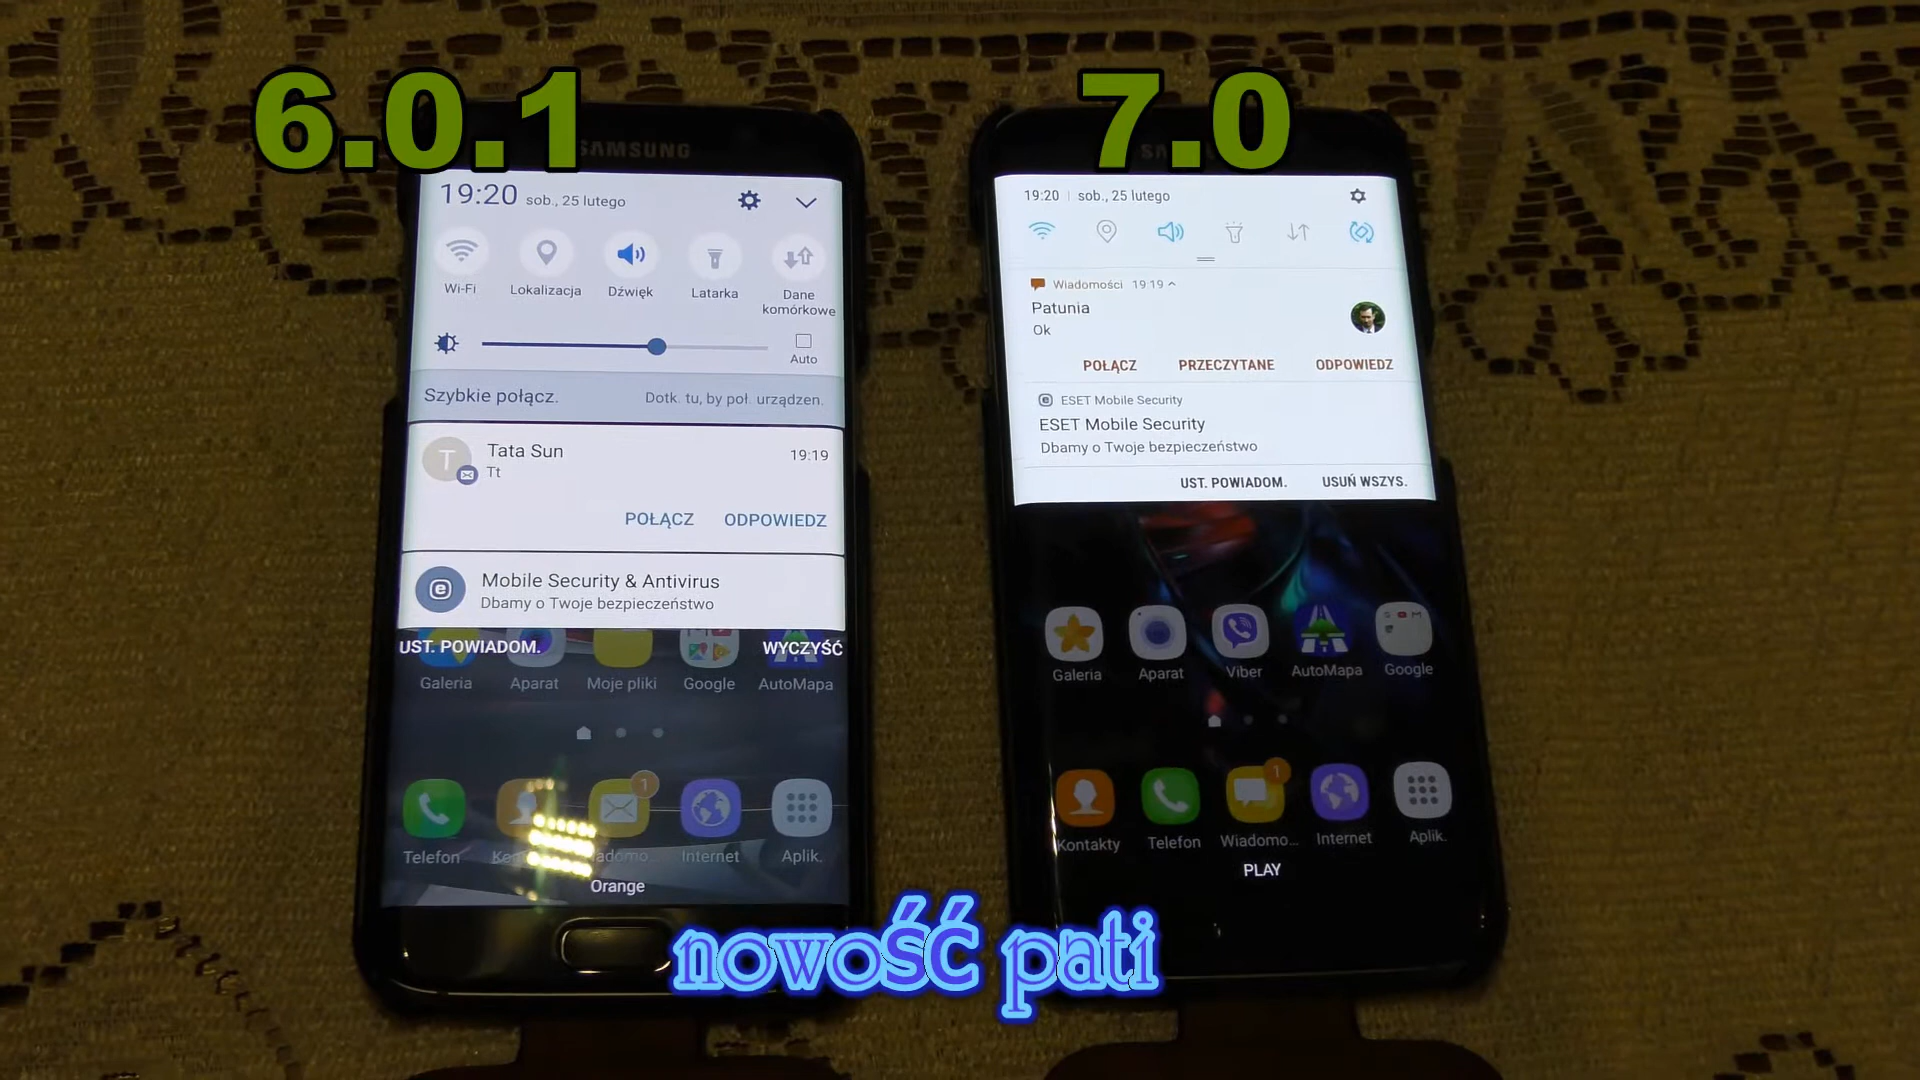 6.0.1
SAMSUNG
19:20 sob., 25 lutego
Wi-Fi
Lokalizacja
Dźwięk
Latarka
Dane
komórkowe
Auto
Szybkie połącz.
Dotk. tu, by poł. urządzen.
T
Tata Sun
19:19
Tt
POŁĄCZ
ODPOWIEDZ
Mobile Security & Antivirus
Dbamy o Twoje bezpieczeństwo
UST. POWIADOM.
WYCZYŚĆ
Galeria
Aparat
Moje pliki
Google
AutoMapa
1
Telefon
Internet
Aplik.
Orange
7.0
19:20 sob., 25 lutego
Wiadomości 19:19
Patunia
Ok
POŁĄCZ
PRZECZYTANE
ODPOWIEDZ
ESET Mobile Security
ESET Mobile Security
Dbamy o Twoje bezpieczeństwo
UST. POWIADOM.
USUŃ WSZYS.
Galeria
Aparat
Viber
AutoMapa
Google
1
Kontakty
Telefon
Wiadomo...
Internet
Aplik.
PLAY
nowość pati